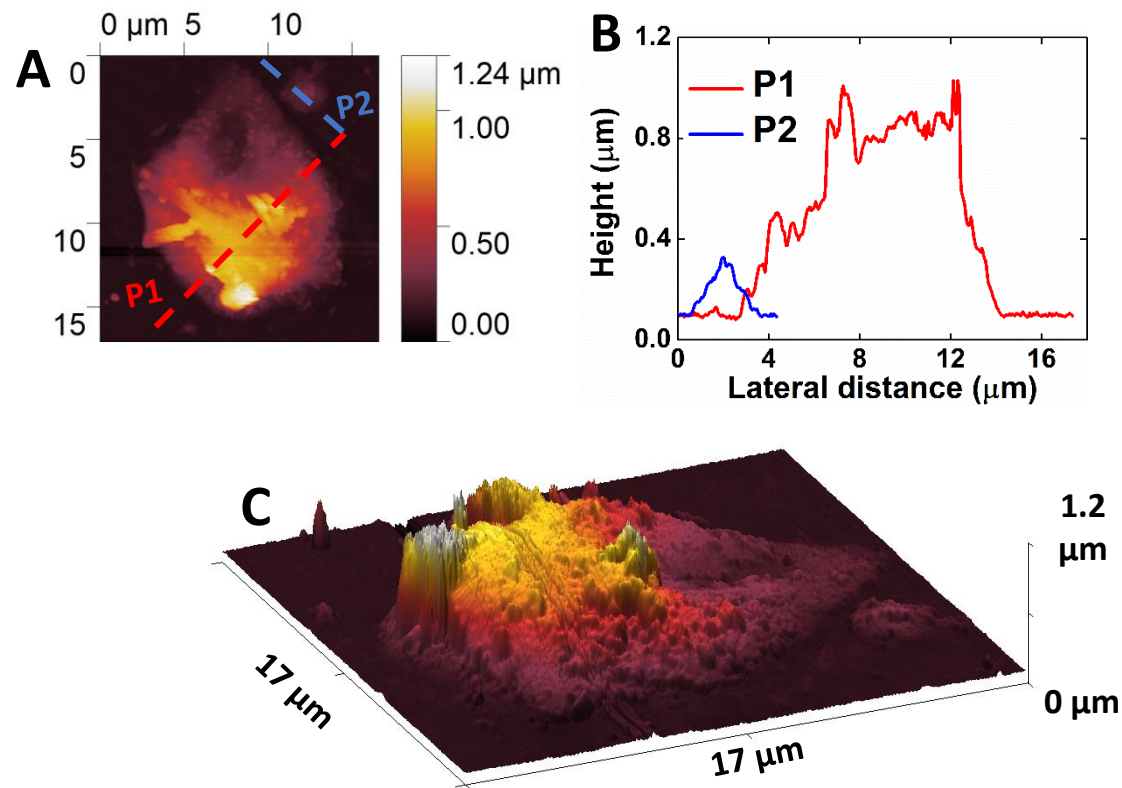 A
0 μm 5 10
0
5
10
15
P2
P1
1.24 μm
1.00
0.50
0.00
B
1.2
0.8
0.4
0.0
P1
P2
Height (μm)
0 4 8 12 16
Lateral distance (μm)
C
1.2
μm
0 μm
17 μm
17 μm